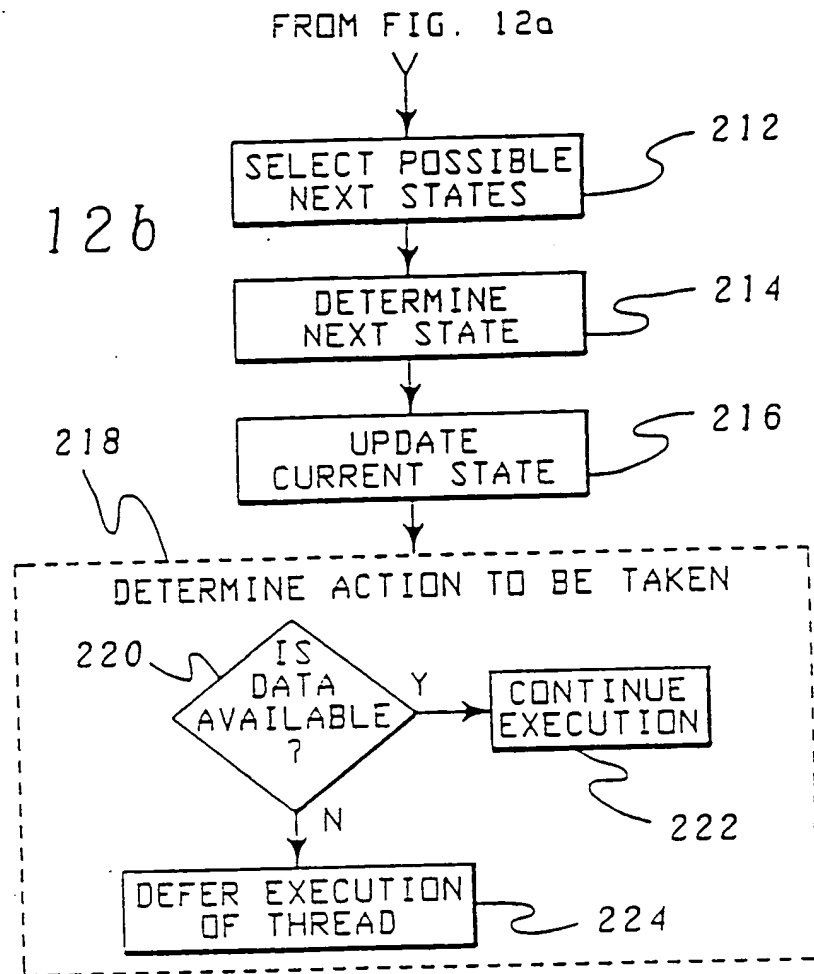 FROM FIG. 12a
212
SELECT POSSIBLE
NEXT STATES
12b
214
DETERMINE
NEXT STATE
216
218
UPDATE
CURRENT STATE
DETERMINE ACTION TO BE TAKEN
220
IS
DATA
AVAILABLE
?
Y
CONTINUE
EXECUTION
N
222
DEFER EXECUTION
OF THREAD
224